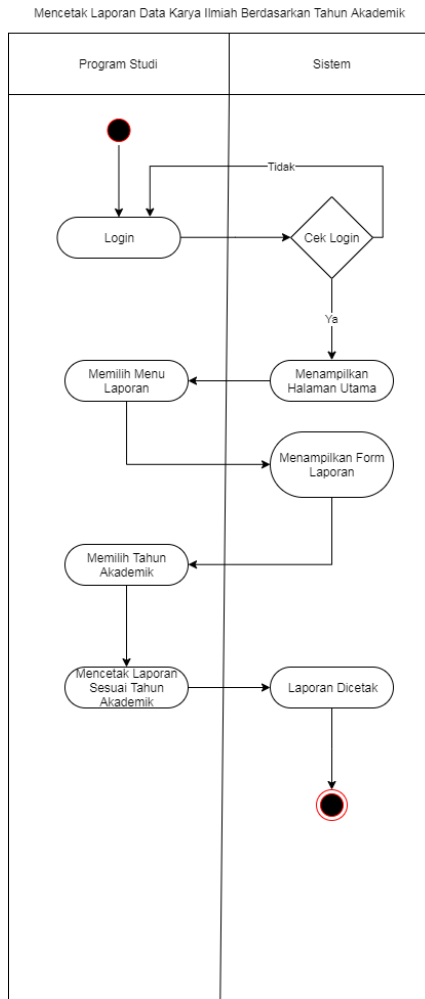 Mencetak Laporan Data Karya Ilmiah Berdasarkan Tahun Akademik
Program Studi
Sistem
Tidak
Login
Cek Login
Ya
Memilih Menu
Laporan
Menampilkan
Halaman Utama
Menampilkan Form
Laporan
Memilih Tahun
Akademik
Mencetak Laporan
Sesuai Tahun
Akademik
Laporan Dicetak